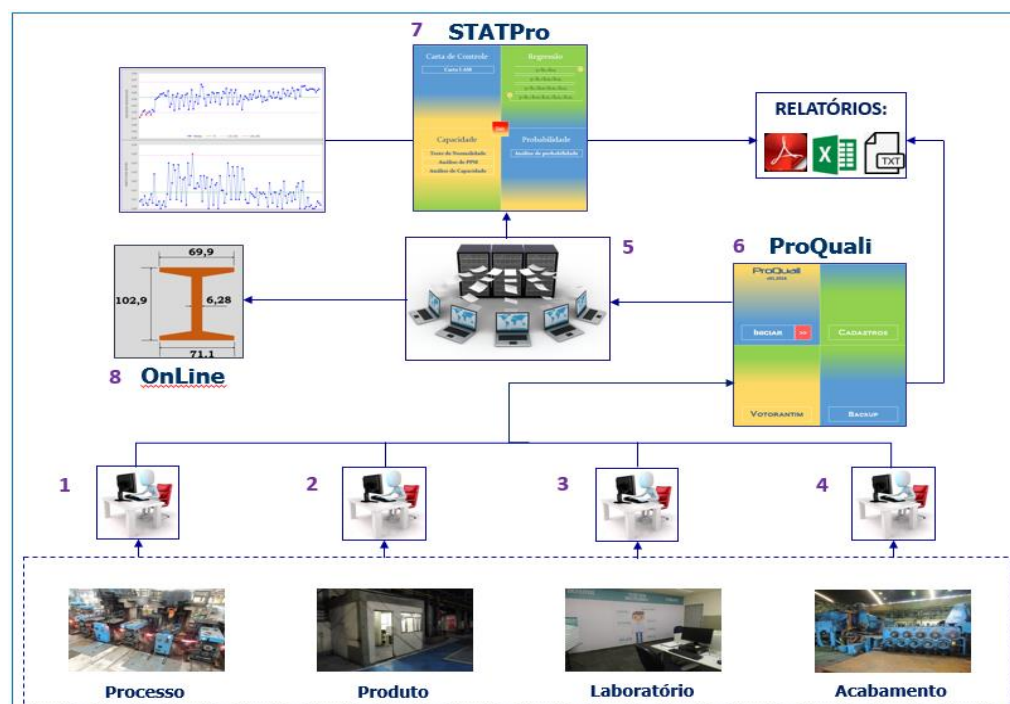 7 STATPro
Carta de Controle
Carta I-AM
Regressão
Capacidade
Teste de Normalidade
Análise de PPM
Análise de Capacidade
Probabilidade
Análise de probabilidade
RELATÓRIOS:
TXT
5
69,9
102,9
6,28
71,1
8 OnLine
6 ProQuali
ProQuali
Iniciar
Cadastros
Votorantim
Backup
1
2
3
4
Processo
Produto
Laboratório
Acabamento